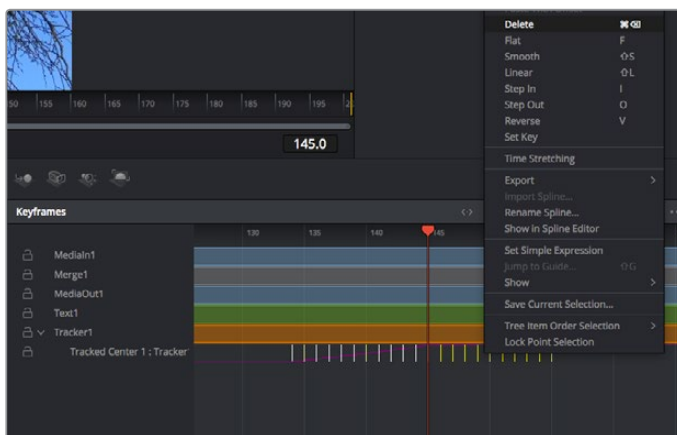 Delete ⌘⌫
Flat F
Smooth ⇧S
Linear ⇧L
Step In I
Step Out O
Reverse V
Set Key
50 155 160 165 170 175 180 185 190 195
145.0
Time Stretching
Export >
Import Spline...
Rename Spline...
Show in Spline Editor
Keyframes <>
130 135 140 145
Set Simple Expression
Jump to Guide... ⇧G
Show >
MediaIn1
Merge1
MediaOut1
Text1
Tracker1
Tracked Center 1 : Tracker
Save Current Selection...
Tree Item Order Selection >
Lock Point Selection